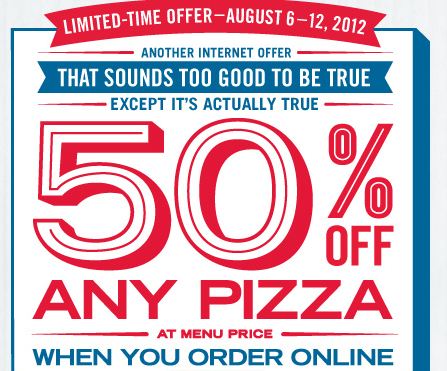 LIMITED-TIME OFFER–AUGUST 6–12, 2012
ANOTHER INTERNET OFFER
THAT SOUNDS TOO GOOD TO BE TRUE
EXCEPT IT'S ACTUALLY TRUE
50% OFF
ANY PIZZA
AT MENU PRICE
WHEN YOU ORDER ONLINE